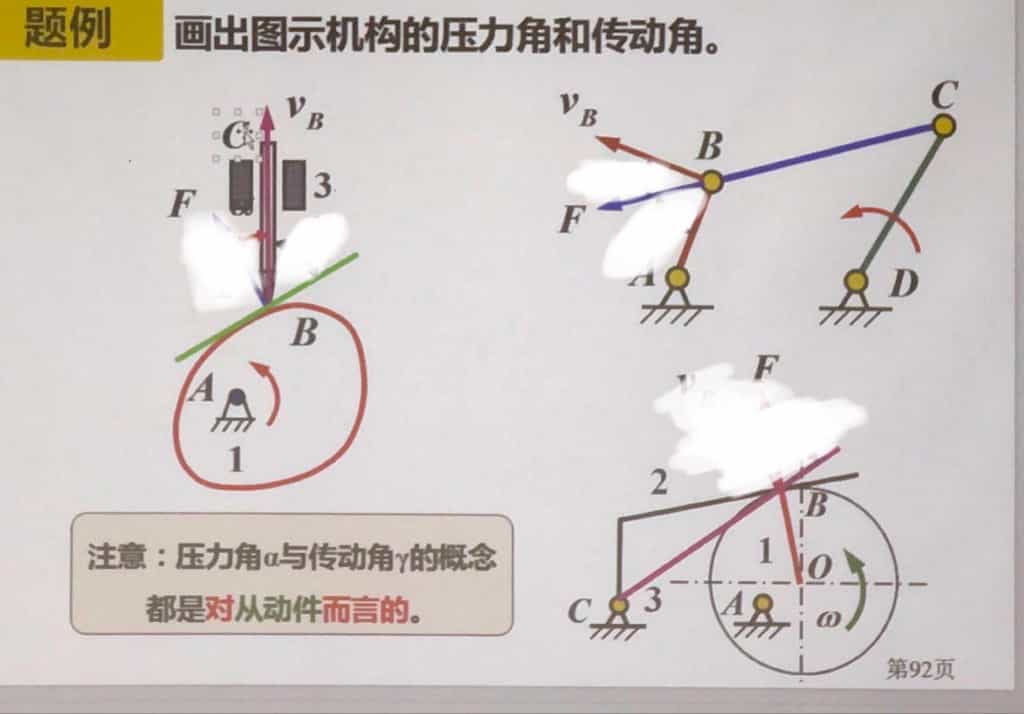 题例
画出图示机构的压力角和传动角。
v_B
C
3
F
B
A
1
注意：压力角α与传动角γ的概念
都是对从动件而言的。
v_B
B
C
F
A
D
F
2
B
1
O
C
3
A
ω
第92页